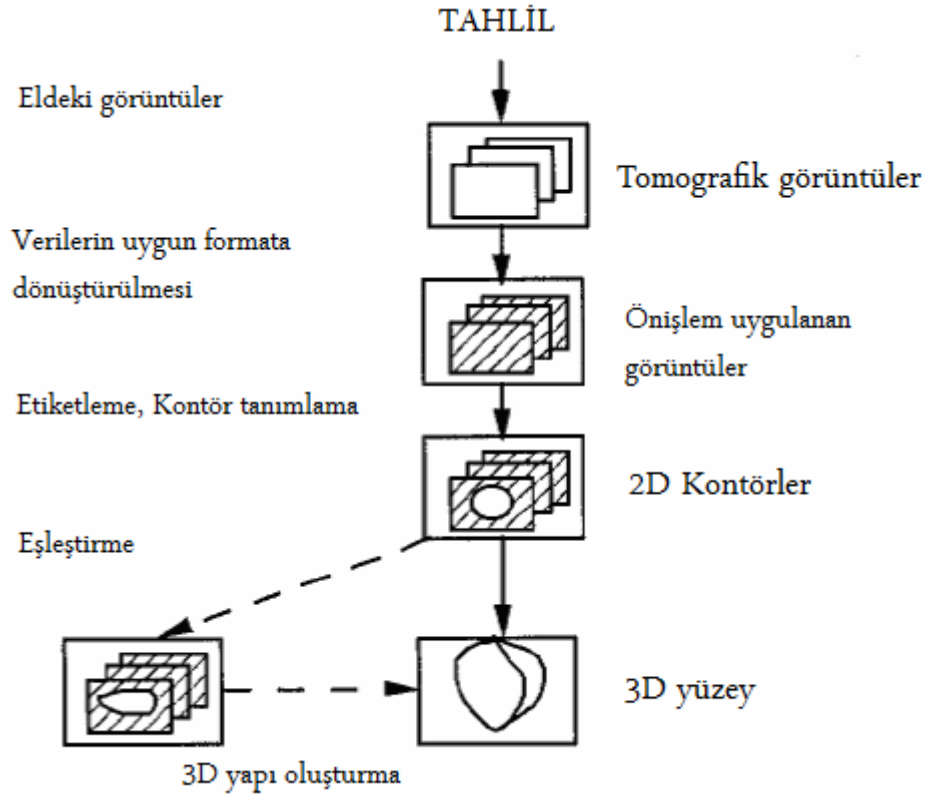 TAHLİL
Eldeki görüntüler
Tomografik görüntüler
Verilerin uygun formata
dönüştürülmesi
Önişlem uygulanan
görüntüler
Etiketleme, Kontör tanımlama
2D Kontörler
Eşleştirme
3D yüzey
3D yapı oluşturma